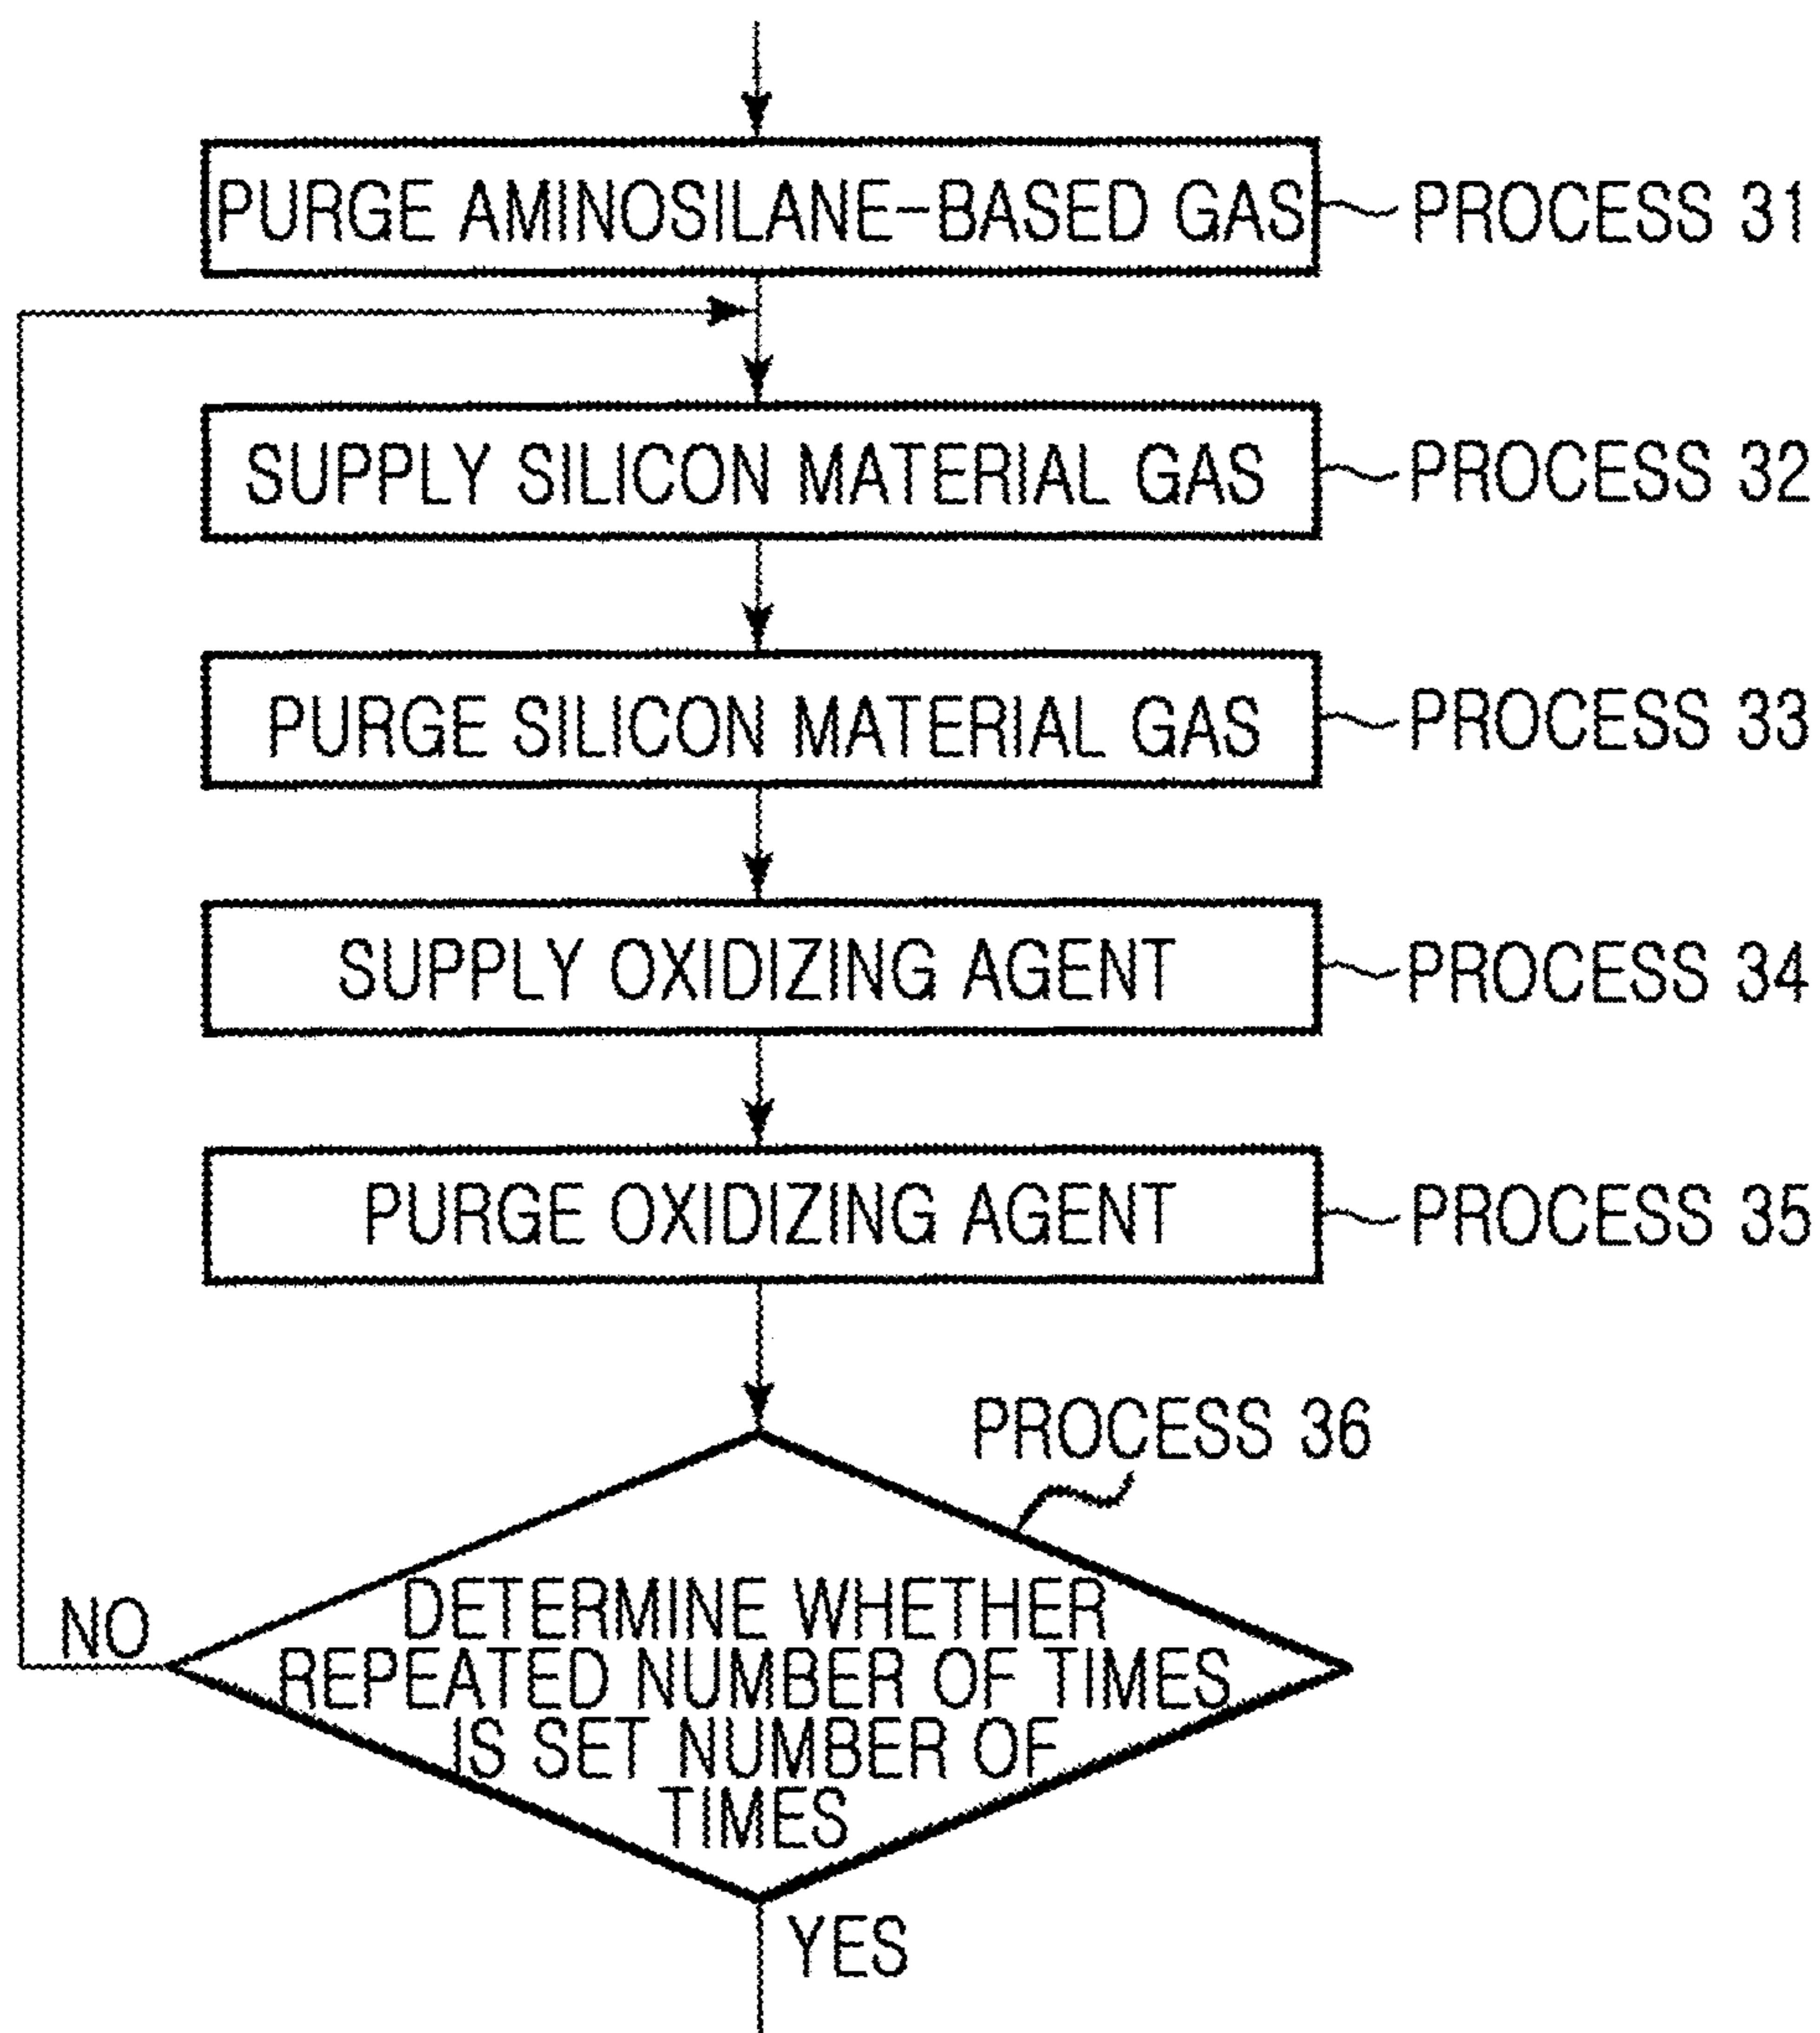 PURGE AMINOSILANE-BASED GAS
PROCESS 31
SUPPLY SILICON MATERIAL GAS
PROCESS 32
PURGE SILICON MATERIAL GAS
PROCESS 33
SUPPLY OXIDIZING AGENT
PROCESS 34
PURGE OXIDIZING AGENT
PROCESS 35
PROCESS 36
DETERMINE WHETHER
REPEATED NUMBER OF TIMES
IS SET NUMBER OF
TIMES
NO
YES